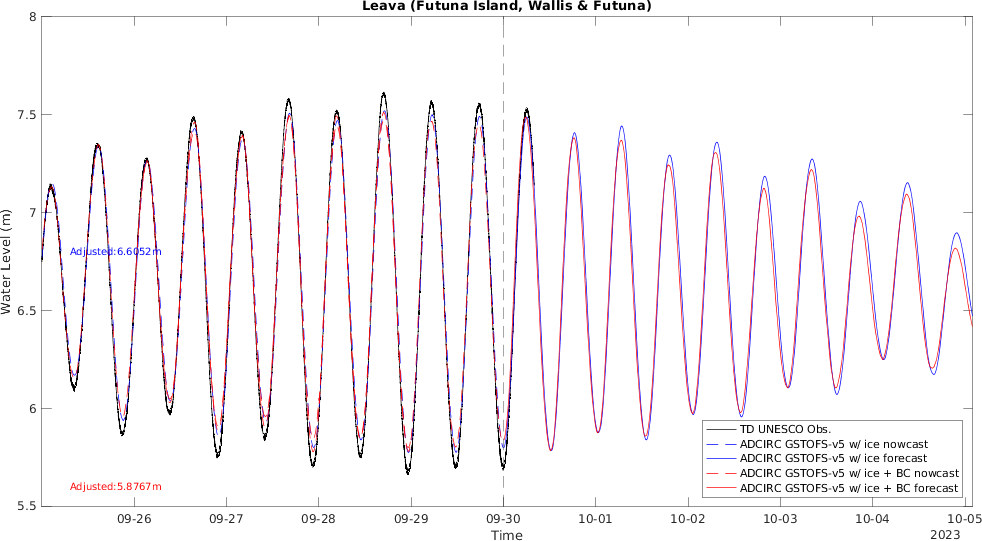 Leava (Futuna Island, Wallis & Futuna)
8
7.5
7
6.5
6
5.5
Water Level (m)
Adjusted:6.6052m
Adjusted:5.8767m
TD UNESCO Obs.
ADCIRC GSTOFS-v5 w/ ice nowcast
ADCIRC GSTOFS-v5 w/ ice forecast
ADCIRC GSTOFS-v5 w/ ice + BC nowcast
ADCIRC GSTOFS-v5 w/ ice + BC forecast
09-26 09-27 09-28 09-29 09-30 10-01 10-02 10-03 10-04 10-05
Time
2023